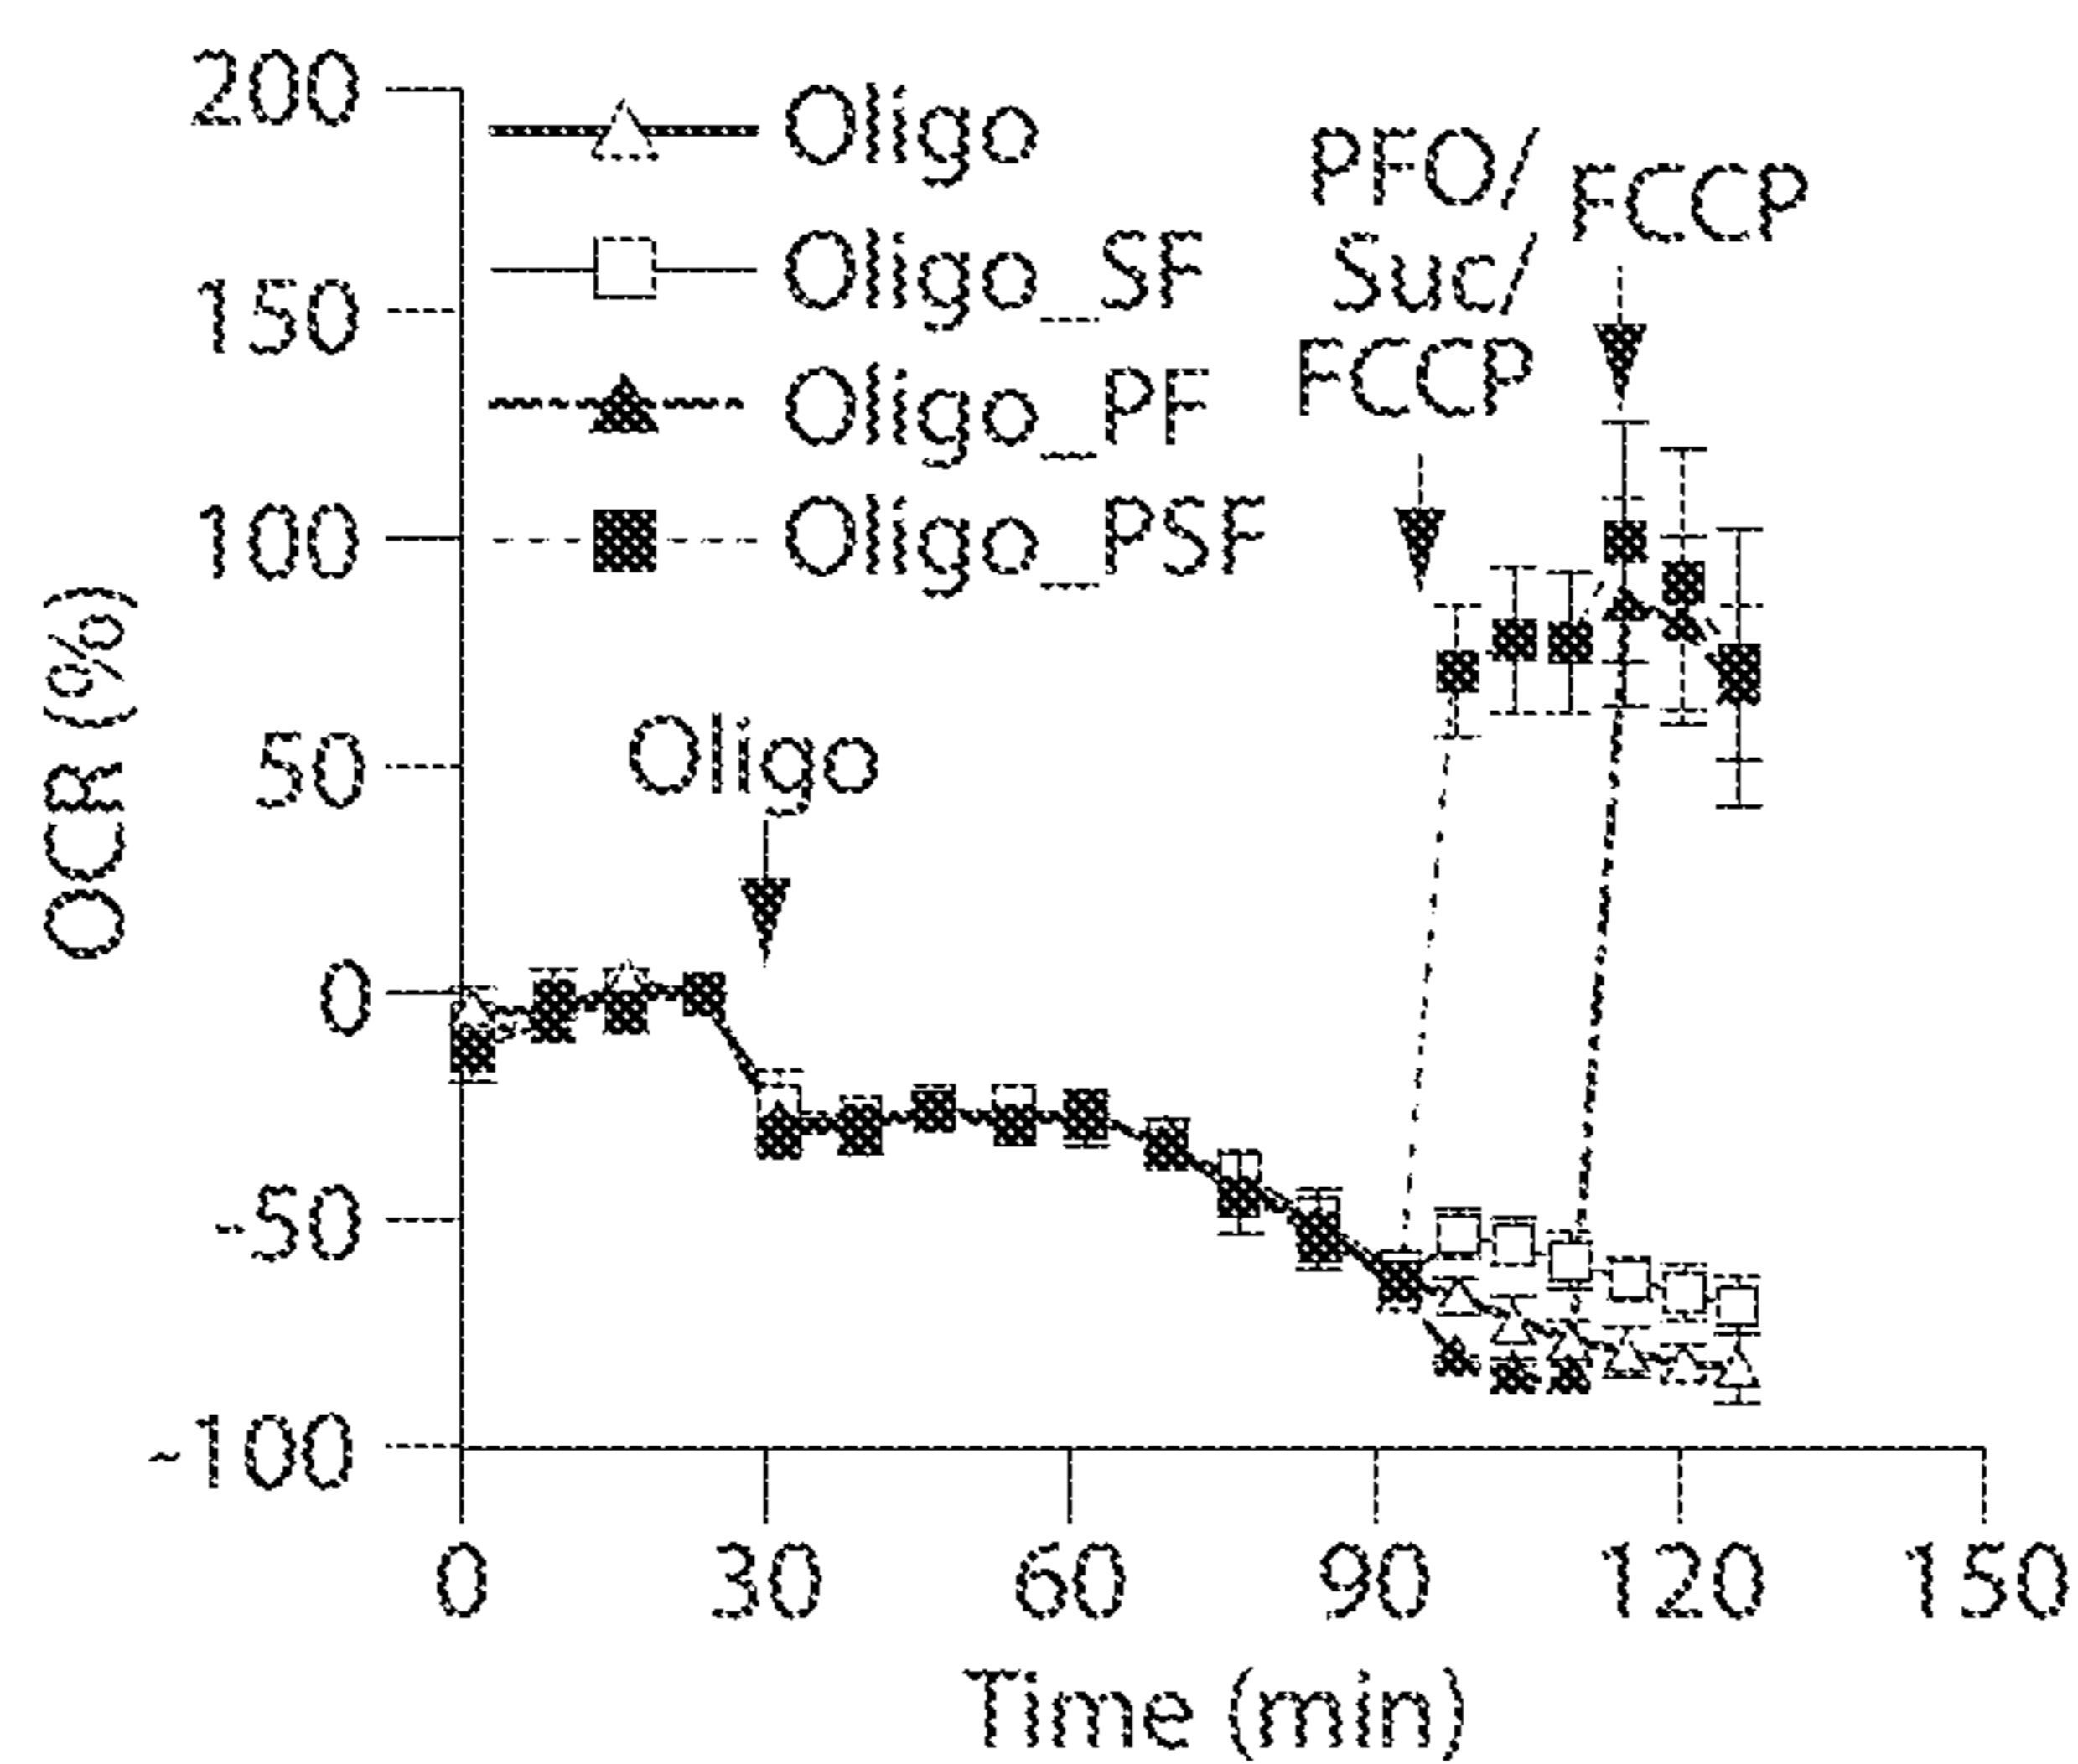 200
150
100
50
0
-50
-100
OCR (%)
Oligo
Oligo_SF
Oligo_PF
Oligo_PSF
PFO/
Suc/
FCCP
FCCP
Oligo
0 30 60 90 120 150
Time (min)